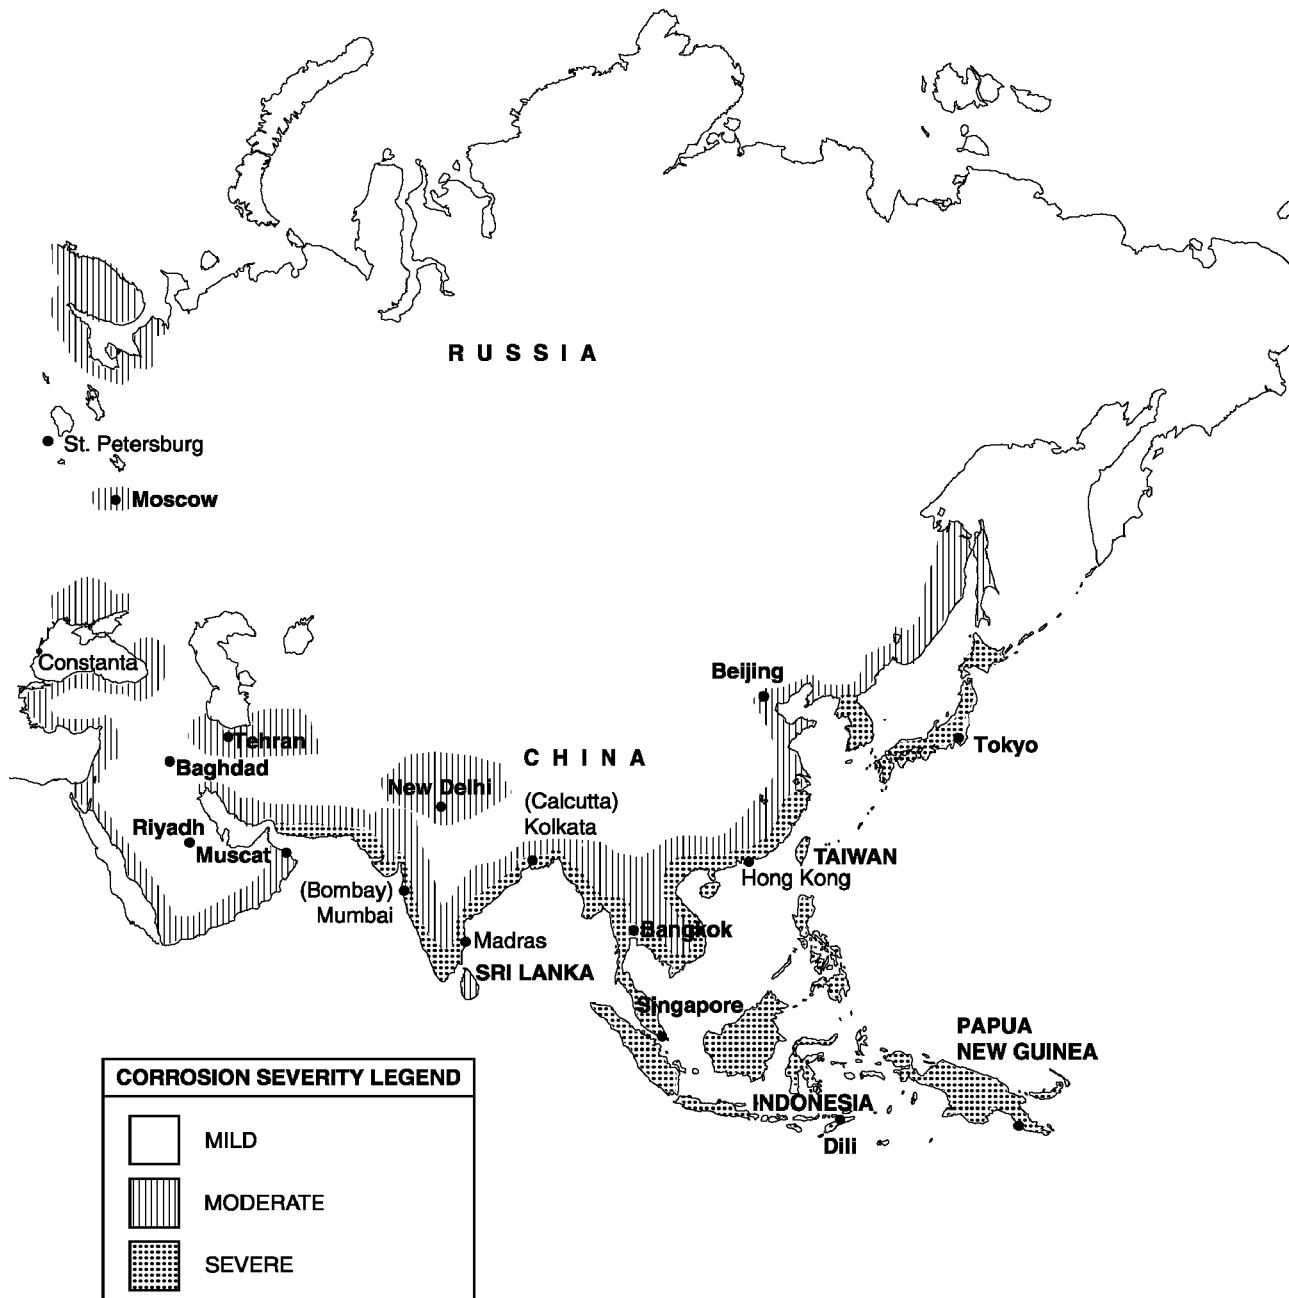 RUSSIA
St. Petersburg
Moscow
Constanta
Beijing
Tehran
Tokyo
CHINA
Baghdad
New Delhi
(Calcutta)
Kolkata
Riyadh
Muscat
TAIWAN
Hong Kong
(Bombay)
Mumbai
Bangkok
Madras
SRI LANKA
Singapore
PAPUA
NEW GUINEA
INDONESIA
Dili
CORROSION SEVERITY LEGEND
MILD
MODERATE
SEVERE